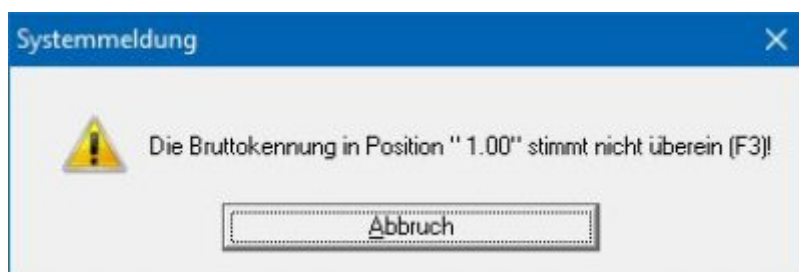 Systemmeldung
Die Bruttokennung in Position " 1.00" stimmt nicht überein (F3)!
Abbruch